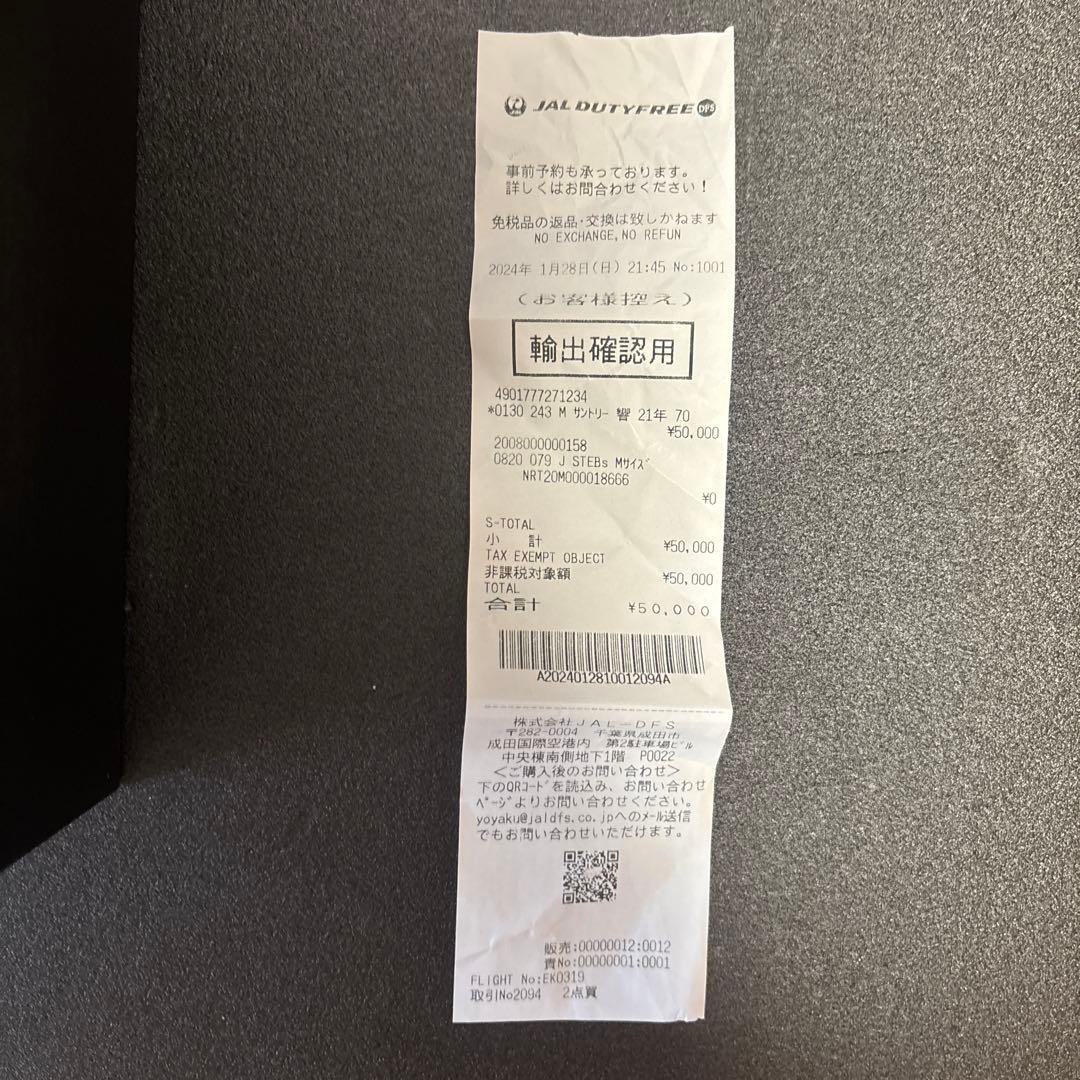 JAL DUTYFREE DFS
事前予約も承っております。
詳しくはお問合わせください！
免税品の返品・交換は致しかねます
NO EXCHANGE,NO REFUN
2024年 1月28日(日) 21:45 No:1001
(お客様控え)
輸出確認用
4901777271234
*0130 243 M ｻﾝﾄﾘｰ 響 21年 70
¥50,000
2008000000158
0820 079 J STEBs Mｻｲｽﾞ
NRT20M000018666
¥0
S-TOTAL
小　計 ¥50,000
TAX EXEMPT OBJECT
非課税対象額 ¥50,000
TOTAL
合計 ¥50,000
A2024012810012094A
株式会社JAL-DFS
〒282-0004 千葉県成田市
成田国際空港内 第2駐車場ﾋﾞﾙ
中央棟南側地下1階 P0022
＜ご購入後のお問い合わせ＞
下のQRｺｰﾄﾞを読込み、お問い合わせ
ﾍﾟｰｼﾞよりお問い合わせください。
yoyaku@jaldfs.co.jpへのﾒｰﾙ送信
でもお問い合わせいただけます。
販売:00000012:0012
責No:00000001:0001
FLIGHT No:EK0319
取引No2094 2点買